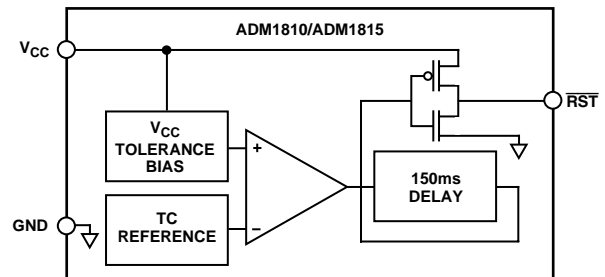 ADM1810/ADM1815
VCC
RST
VCC
TOLERANCE
BIAS
+
150ms
DELAY
GND
TC
REFERENCE
–